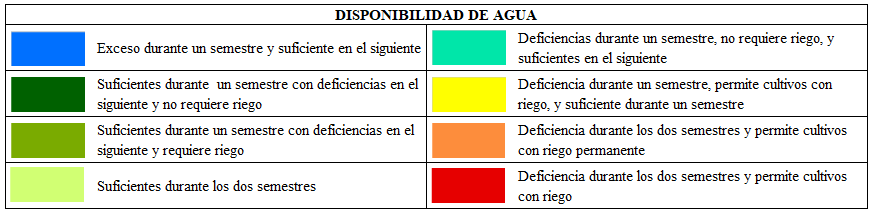 DISPONIBILIDAD DE AGUA
Exceso durante un semestre y suficiente en el siguiente
Deficiencias durante un semestre, no requiere riego, y
suficientes en el siguiente
Suficientes durante un semestre con deficiencias en el
siguiente y no requiere riego
Deficiencia durante un semestre, permite cultivos con
riego, y suficiente durante un semestre
Suficientes durante un semestre con deficiencias en el
siguiente y requiere riego
Deficiencia durante los dos semestres y permite cultivos
con riego permanente
Suficientes durante los dos semestres
Deficiencia durante los dos semestres y permite cultivos
con riego